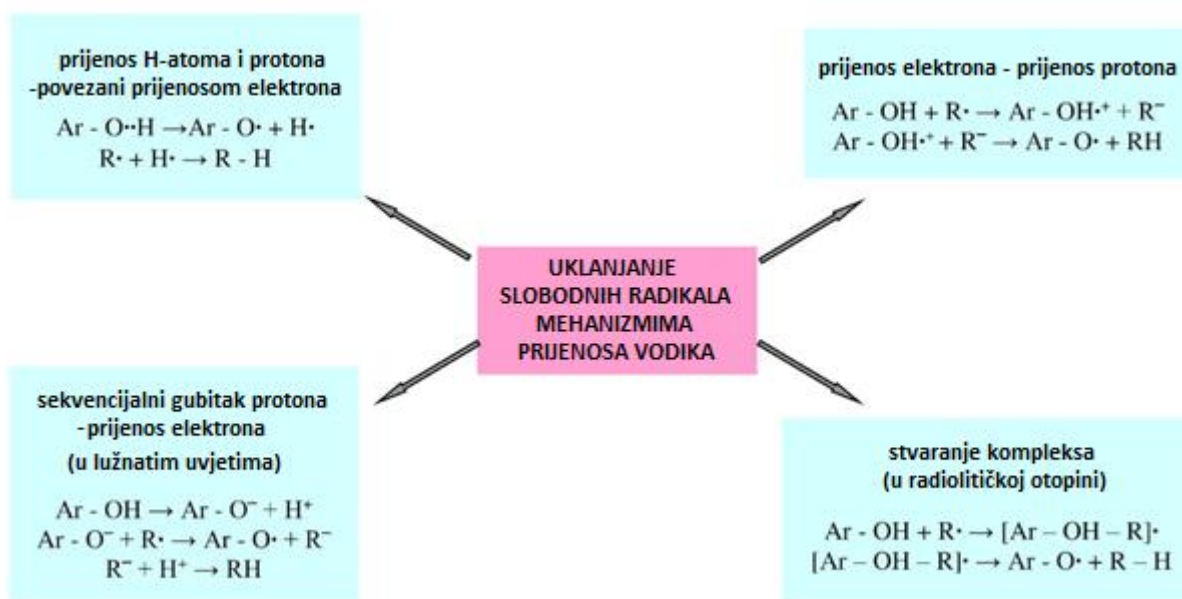 prijenos H-atoma i protona
-povezani prijenosom elektrona
Ar - O••H →Ar - O• + H•
R• + H• → R - H
prijenos elektrona - prijenos protona
Ar - OH + R• → Ar - OH•⁺ + R⁻
Ar - OH•⁺ + R⁻ → Ar - O• + RH
UKLANJANJE
SLOBODNIH RADIKALA
MEHANIZMIMA
PRIJENOSA VODIKA
sekvencijalni gubitak protona
-prijenos elektrona
(u lužnatim uvjetima)
Ar - OH → Ar - O⁻ + H⁺
Ar - O⁻ + R• → Ar - O• + R⁻
R⁻ + H⁺ → RH
stvaranje kompleksa
(u radiolitičkoj otopini)
Ar - OH + R• → [Ar – OH – R]•
[Ar – OH – R]• → Ar - O• + R – H